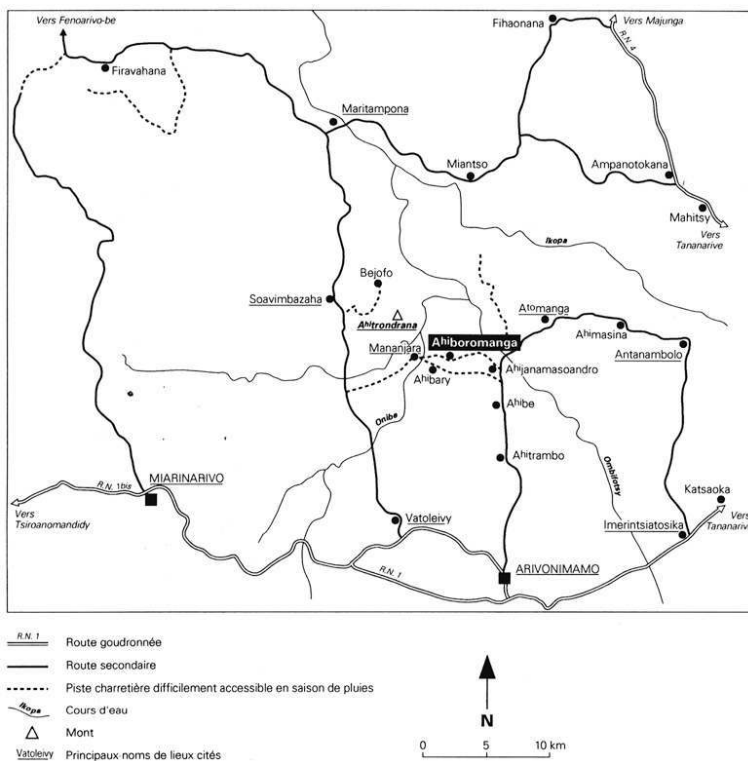 Vers Fenoarivo-be
Fihaonana
Vers Majunga
R.N. 4
Firavahana
Maritampona
Miantso
Ampanotokana
Mahitsy
Vers
Tananarive
Ikopa
Bejofo
Soavimbazaha
Ahitrondrana
Atomanga
Ahiboromanga
Ahimasina
Mananjara
Antanambolo
Ahibary
Ahijanamasoandro
Ahibe
Onibe
Ahitrambo
Ombifotsy
MIARINARIVO
R.N. 1bis
Katsaoka
Vers
Tsiroanomandidy
Vatoleivy
Imerintsiatosika
Vers
Tananarive
ARIVONIMAMO
R.N. 1
R.N. 1
Route goudronnée
Route secondaire
Piste charretière difficilement accessible en saison de pluies
Ikopa
Cours d'eau
Mont
Vatoleivy
Principaux noms de lieux cités
N
0 5 10 km